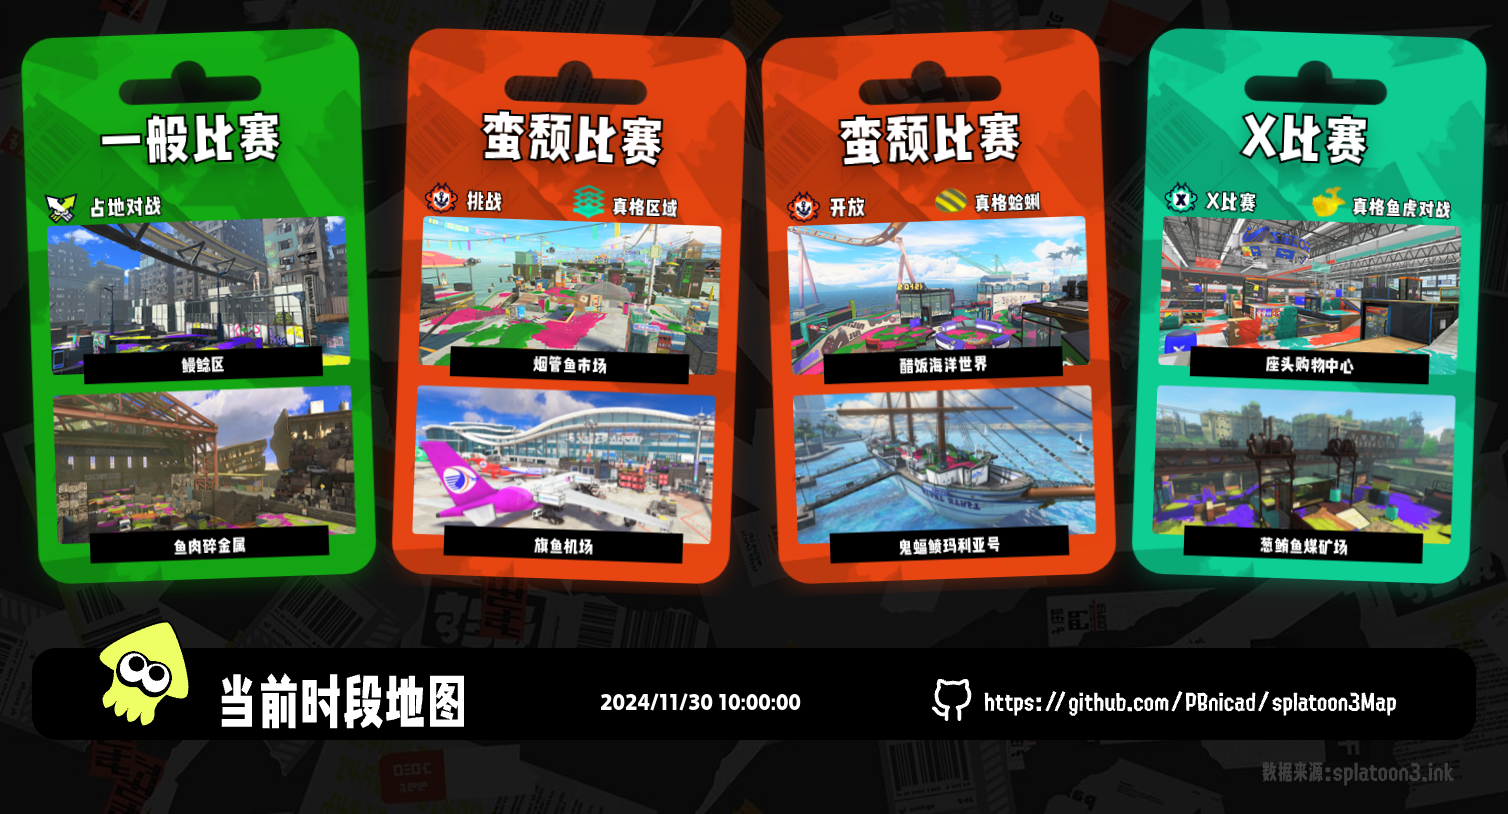 一般比赛
占地对战
鳗鲶区
鱼肉碎金属
蛮颓比赛
挑战
真格区域
烟管鱼市场
旗鱼机场
蛮颓比赛
开放
真格蛤蜊
醋饭海洋世界
鬼蝠鲼玛利亚号
X比赛
X比赛
真格鱼虎对战
座头购物中心
葱鲔鱼煤矿场
当前时段地图
2024/11/30 10:00:00
https://github.com/PBnicad/splatoon3Map
数据来源:splatoon3.ink